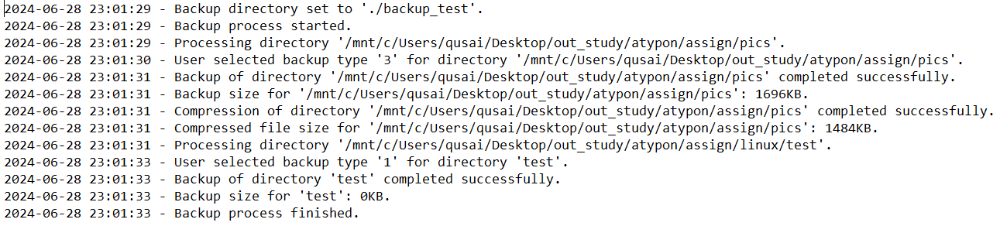 2024-06-28 23:01:29 - Backup directory set to './backup_test'.
2024-06-28 23:01:29 - Backup process started.
2024-06-28 23:01:29 - Processing directory '/mnt/c/Users/qusai/Desktop/out_study/atypon/assign/pics'.
2024-06-28 23:01:30 - User selected backup type '3' for directory '/mnt/c/Users/qusai/Desktop/out_study/atypon/assign/pics'.
2024-06-28 23:01:31 - Backup of directory '/mnt/c/Users/qusai/Desktop/out_study/atypon/assign/pics' completed successfully.
2024-06-28 23:01:31 - Backup size for '/mnt/c/Users/qusai/Desktop/out_study/atypon/assign/pics': 1696KB.
2024-06-28 23:01:31 - Compression of directory '/mnt/c/Users/qusai/Desktop/out_study/atypon/assign/pics' completed successfully.
2024-06-28 23:01:31 - Compressed file size for '/mnt/c/Users/qusai/Desktop/out_study/atypon/assign/pics': 1484KB.
2024-06-28 23:01:31 - Processing directory '/mnt/c/Users/qusai/Desktop/out_study/atypon/assign/linux/test'.
2024-06-28 23:01:33 - User selected backup type '1' for directory 'test'.
2024-06-28 23:01:33 - Backup of directory 'test' completed successfully.
2024-06-28 23:01:33 - Backup size for 'test': 0KB.
2024-06-28 23:01:33 - Backup process finished.